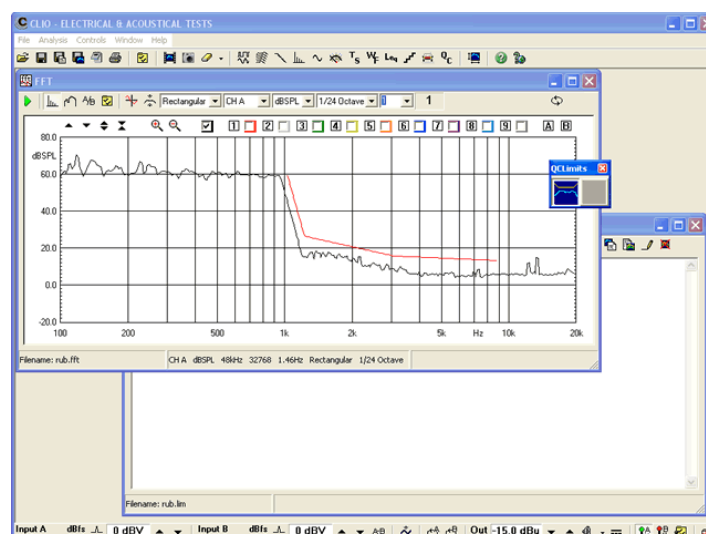 CLIO - ELECTRICAL & ACOUSTICAL TESTS
File Analysis Controls Window Help
FFT
Rectangular CH A dBSPL 1/24 Octave 1 1
1 2 3 4 5 6 7 8 9 A B
80.0
dBSPL
60.0
40.0
20.0
0.0
-20.0
100 200 500 1k 2k 5k Hz 10k 20k
Filename: rub.fft CH A dBSPL 48kHz 32768 1.46Hz Rectangular 1/24 Octave
QCLimits...
Filename: rub.lim
Input A dBfs 0 dBV Input B dBfs 0 dBV Out -15.0 dBu